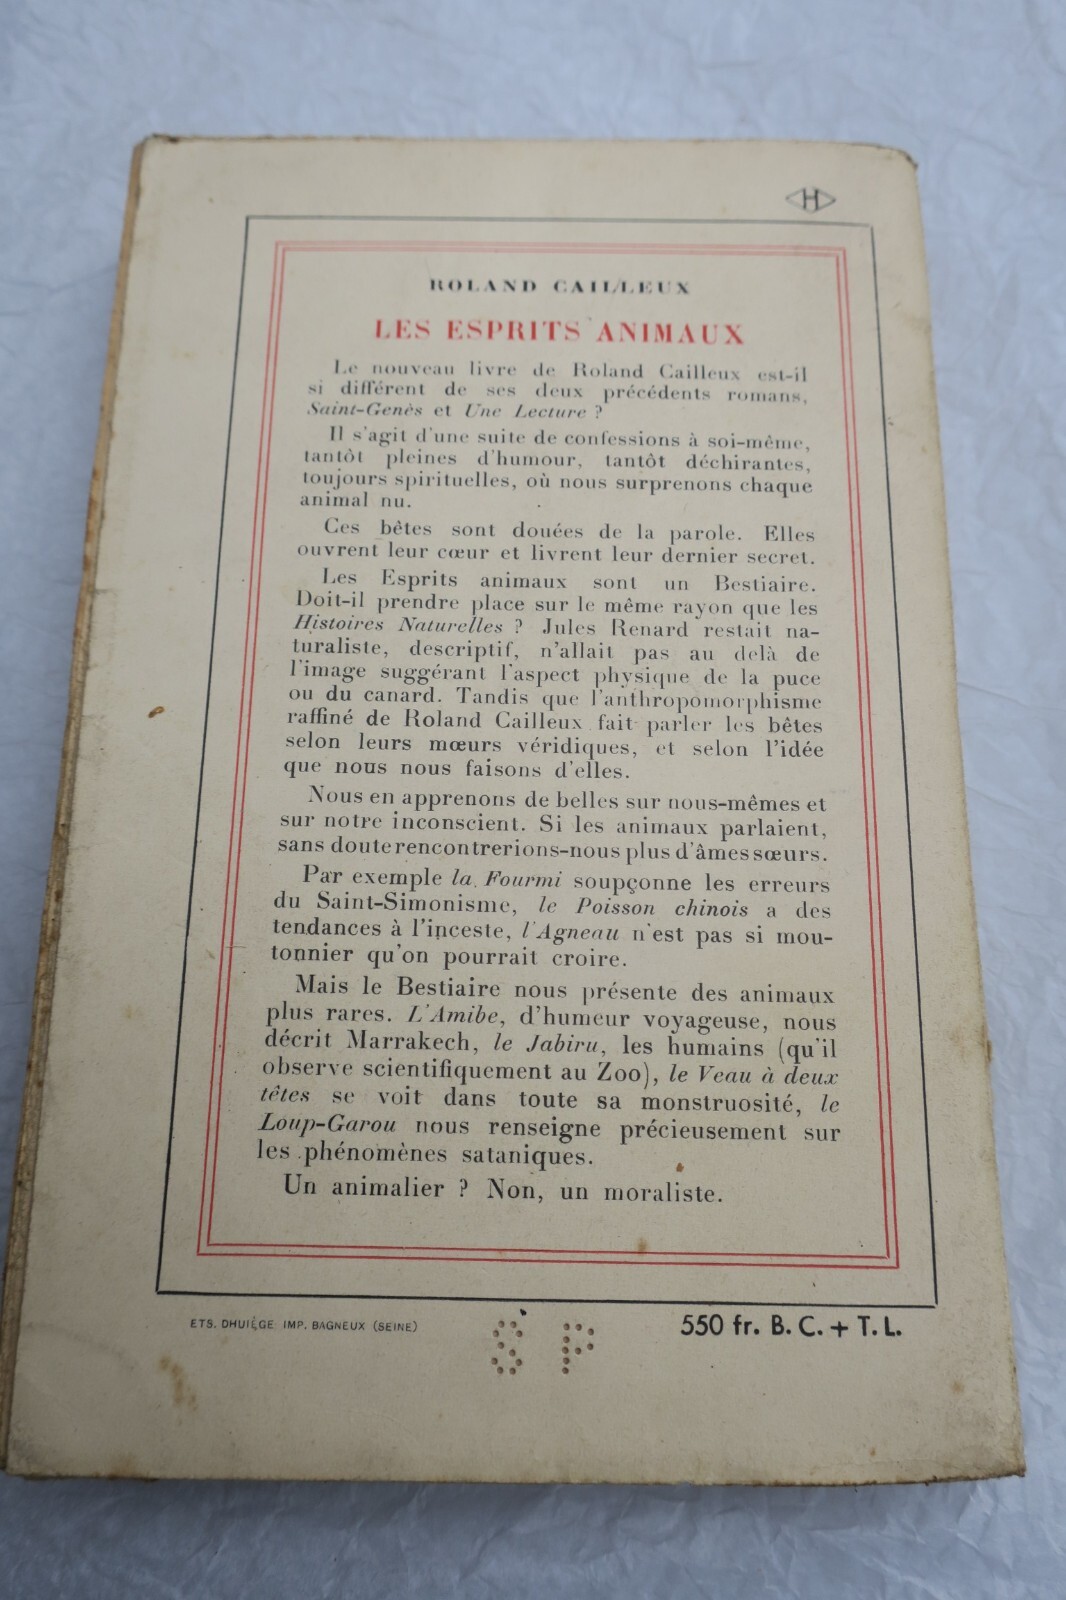 H
ROLAND CAILLEUX
LES ESPRITS ANIMAUX
Le nouveau livre de Roland Cailleux est-il
si différent de ses deux précédents romans,
Saint-Genès et Une Lecture ?
Il s'agit d'une suite de confessions à soi-même,
tantôt pleines d'humour, tantôt déchirantes,
toujours spirituelles, où nous surprenons chaque
animal nu.
Ces bêtes sont douées de la parole. Elles
ouvrent leur cœur et livrent leur dernier secret.
Les Esprits animaux sont un Bestiaire.
Doit-il prendre place sur le même rayon que les
Histoires Naturelles ? Jules Renard restait na-
turaliste, descriptif, n'allait pas au delà de
l'image suggérant l'aspect physique de la puce
ou du canard. Tandis que l'anthropomorphisme
raffiné de Roland Cailleux fait parler les bêtes
selon leurs mœurs véridiques, et selon l'idée
que nous nous faisons d'elles.
Nous en apprenons de belles sur nous-mêmes et
sur notre inconscient. Si les animaux parlaient,
sans doute rencontrerions-nous plus d'âmes sœurs.
Par exemple la Fourmi soupçonne les erreurs
du Saint-Simonisme, le Poisson chinois a des
tendances à l'inceste, l'Agneau n'est pas si mou-
tonnier qu'on pourrait croire.
Mais le Bestiaire nous présente des animaux
plus rares. L'Amibe, d'humeur voyageuse, nous
décrit Marrakech, le Jabiru, les humains (qu'il
observe scientifiquement au Zoo), le Veau à deux
têtes se voit dans toute sa monstruosité, le
Loup-Garou nous renseigne précieusement sur
les phénomènes sataniques.
Un animalier ? Non, un moraliste.
ETS. DHUIÈGE IMP. BAGNEUX (SEINE)
S P
550 fr. B. C. + T. L.